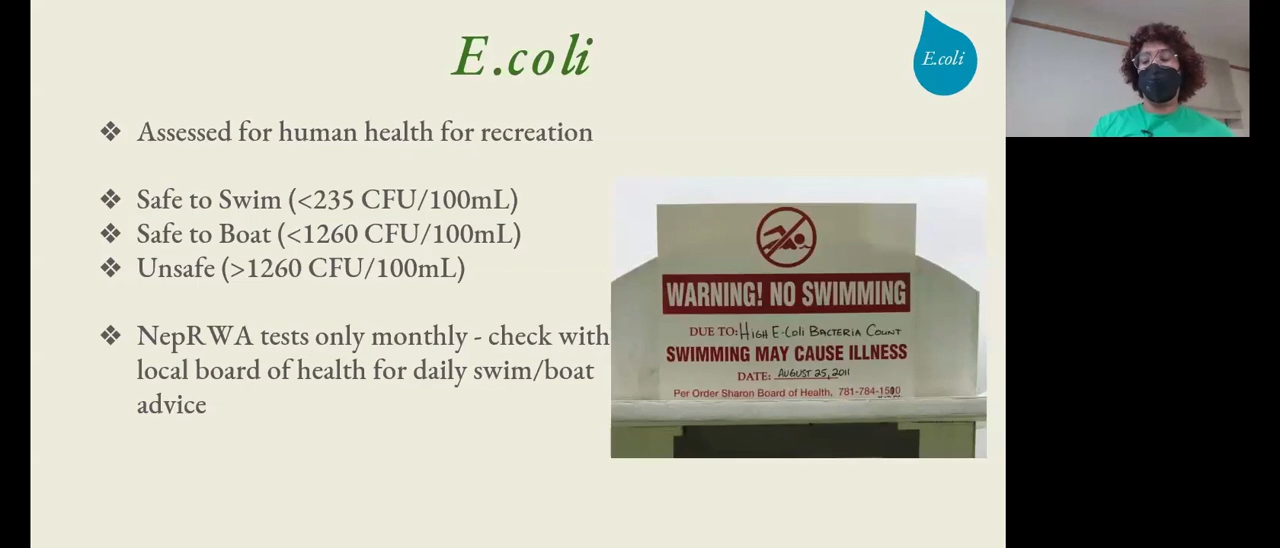 E.coli
E.coli
❖ Assessed for human health for recreation
❖ Safe to Swim (<235 CFU/100mL)
❖ Safe to Boat (<1260 CFU/100mL)
❖ Unsafe (>1260 CFU/100mL)
❖ NepRWA tests only monthly - check with
local board of health for daily swim/boat
advice
WARNING! NO SWIMMING
DUE TO: HIGH E-Coli BACTERIA COUNT
SWIMMING MAY CAUSE ILLNESS
DATE: AUGUST 25, 2011
Per Order Sharon Board of Health, 781-784-